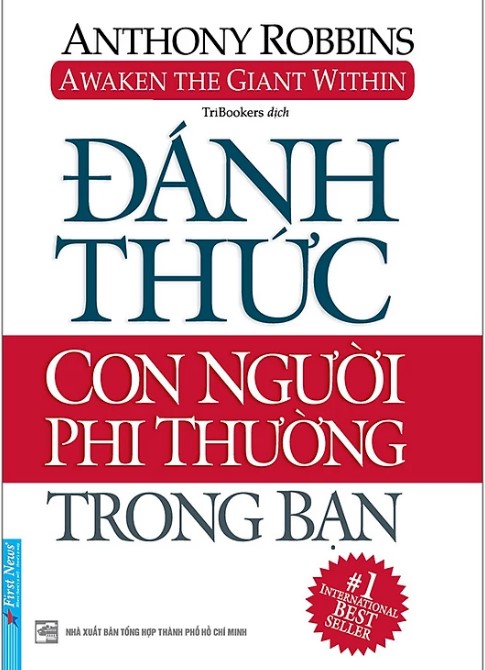 ANTHONY ROBBINS
AWAKEN THE GIANT WITHIN
TriBookers dịch
ĐÁNH
THỨC
CON NGƯỜI
PHI THƯỜNG
TRONG BẠN
#1
INTERNATIONAL
BEST
SELLER
First News
NHÀ XUẤT BẢN TỔNG HỢP THÀNH PHỐ HỒ CHÍ MINH